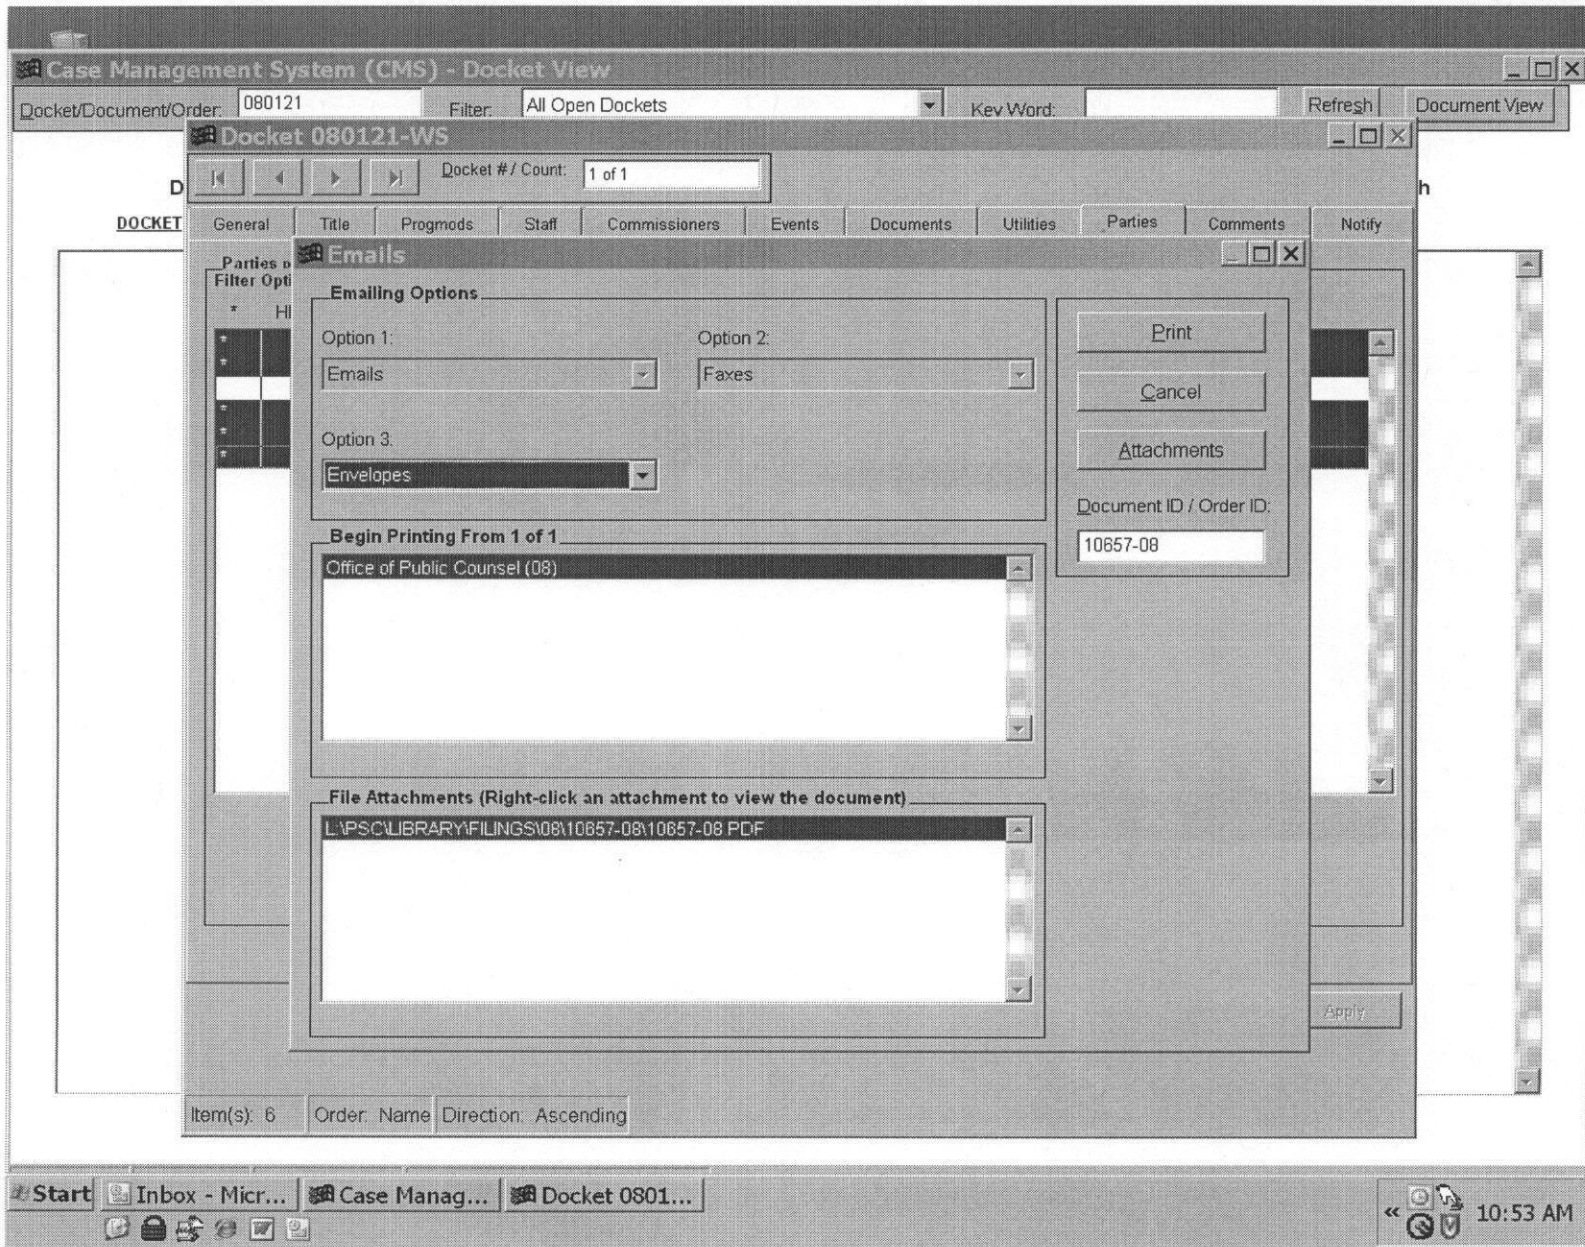 Case Management System (CMS) - Docket View
Docket/Document/Order: 080121 Filter: All Open Dockets Key Word: Refresh Document View
Docket 080121-WS
Docket # / Count: 1 of 1
D h
DOCKET General Title Progmods Staff Commissioners Events Documents Utilities Parties Comments Notify
Parties o
Filter Opti
* HI
*
*
*
*
*
Emails
Emailing Options
Option 1: Option 2:
Emails Faxes
Option 3.
Envelopes
Print
Cancel
Attachments
Document ID / Order ID:
10657-08
Begin Printing From 1 of 1
Office of Public Counsel (08)
File Attachments (Right-click an attachment to view the document)
L:\PSC\LIBRARY\FILINGS\08\10657-08\10657-08.PDF
Apply
Item(s): 6 Order: Name Direction: Ascending
Start Inbox - Micr... Case Manag... Docket 0801... « 10:53 AM